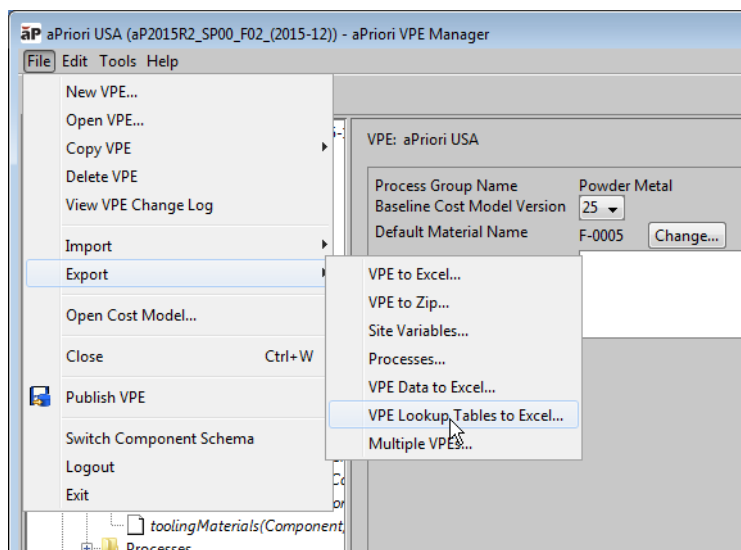 aP aPriori USA (aP2015R2_SP00_F02_(2015-12)) - aPriori VPE Manager
File Edit Tools Help
New VPE...
Open VPE...
Copy VPE
Delete VPE
View VPE Change Log
Import
Export
Open Cost Model...
Close Ctrl+W
Publish VPE
Switch Component Schema
Logout
Exit
VPE: aPriori USA
Process Group Name Powder Metal
Baseline Cost Model Version 25
Default Material Name F-0005 Change...
VPE to Excel...
VPE to Zip...
Site Variables...
Processes...
VPE Data to Excel...
VPE Lookup Tables to Excel...
Multiple VPEs...
toolingMaterials(Component,
Processes